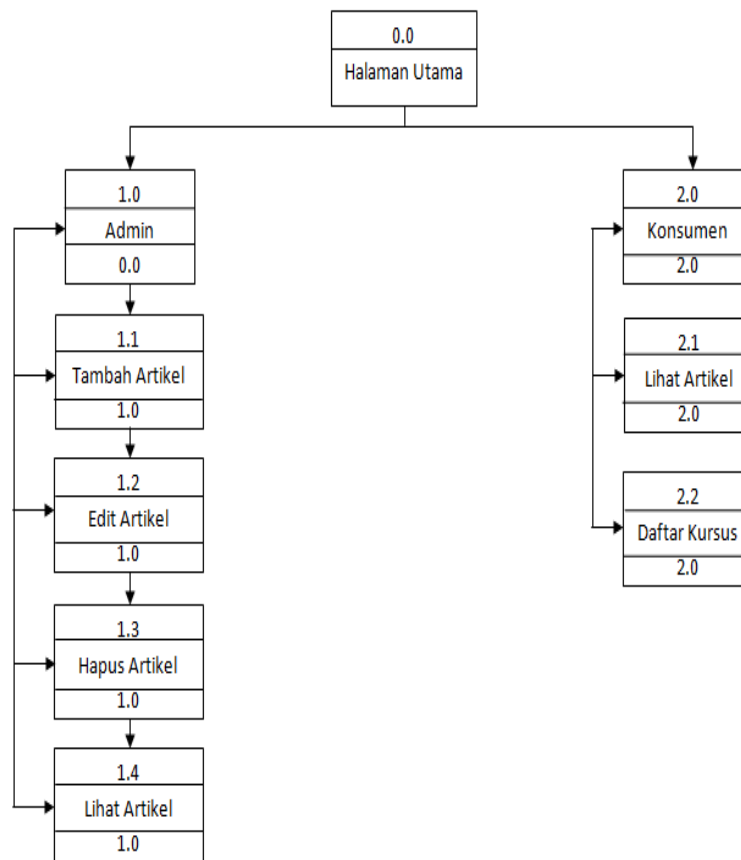 0.0
Halaman Utama
1.0
Admin
0.0
1.1
Tambah Artikel
1.0
1.2
Edit Artikel
1.0
1.3
Hapus Artikel
1.0
1.4
Lihat Artikel
1.0
2.0
Konsumen
2.0
2.1
Lihat Artikel
2.0
2.2
Daftar Kursus
2.0